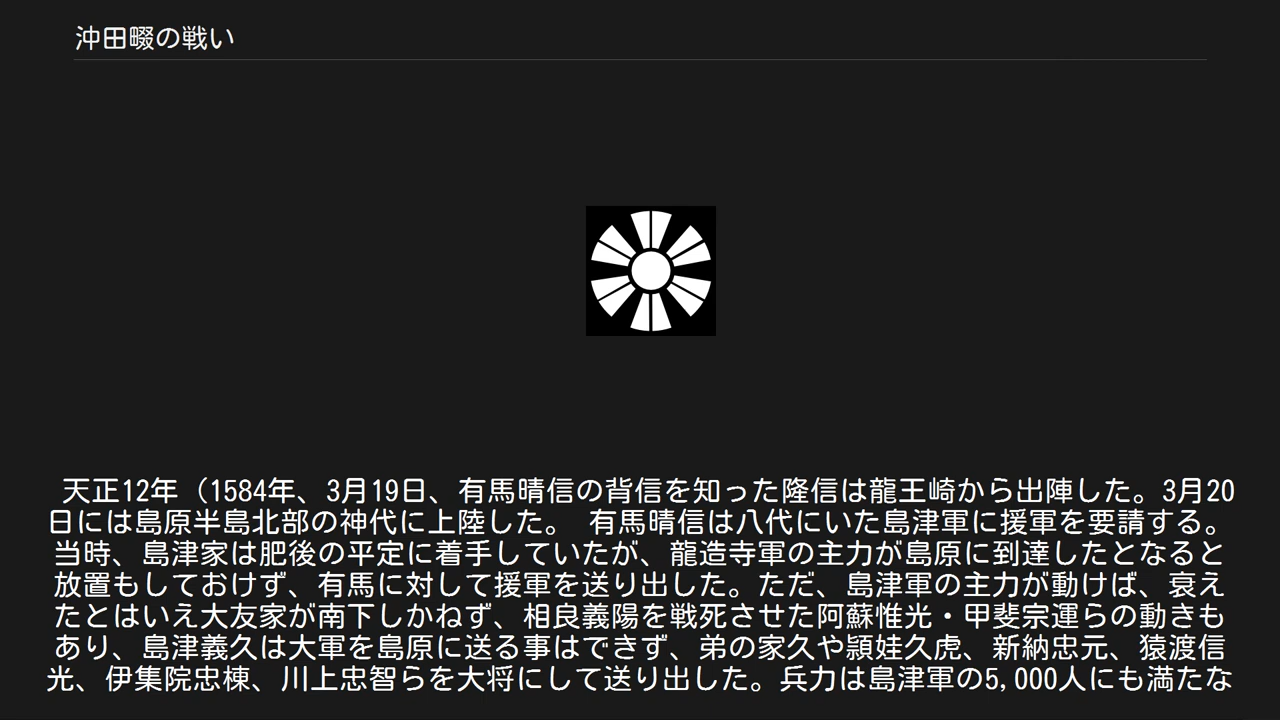 沖田畷の戦い
天正12年（1584年、3月19日、有馬晴信の背信を知った隆信は龍王崎から出陣した。3月20
日には島原半島北部の神代に上陸した。 有馬晴信は八代にいた島津軍に援軍を要請する。
当時、島津家は肥後の平定に着手していたが、龍造寺軍の主力が島原に到達したとなると
放置もしておけず、有馬に対して援軍を送り出した。ただ、島津軍の主力が動けば、衰え
たとはいえ大友家が南下しかねず、相良義陽を戦死させた阿蘇惟光・甲斐宗運らの動きも
あり、島津義久は大軍を島原に送る事はできず、弟の家久や頴娃久虎、新納忠元、猿渡信
光、伊集院忠棟、川上忠智らを大将にして送り出した。兵力は島津軍の5,000人にも満たな